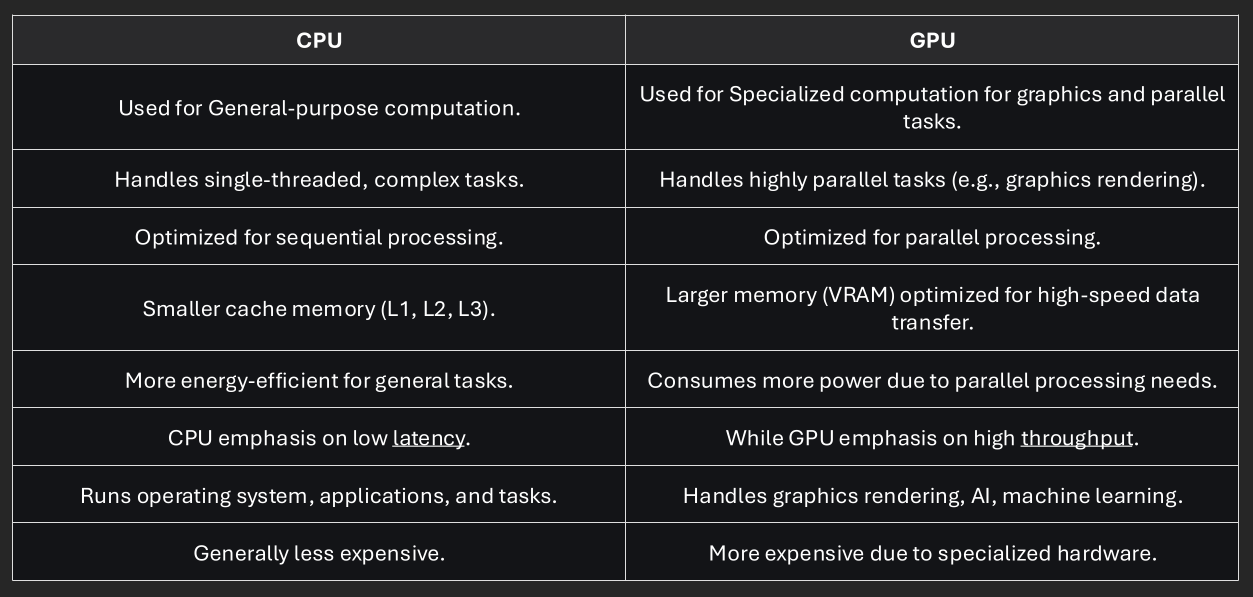 CPU
GPU
Used for General-purpose computation.
Used for Specialized computation for graphics and parallel
tasks.
Handles single-threaded, complex tasks.
Handles highly parallel tasks (e.g., graphics rendering).
Optimized for sequential processing.
Optimized for parallel processing.
Smaller cache memory (L1, L2, L3).
Larger memory (VRAM) optimized for high-speed data
transfer.
More energy-efficient for general tasks.
Consumes more power due to parallel processing needs.
CPU emphasis on low latency.
While GPU emphasis on high throughput.
Runs operating system, applications, and tasks.
Handles graphics rendering, AI, machine learning.
Generally less expensive.
More expensive due to specialized hardware.